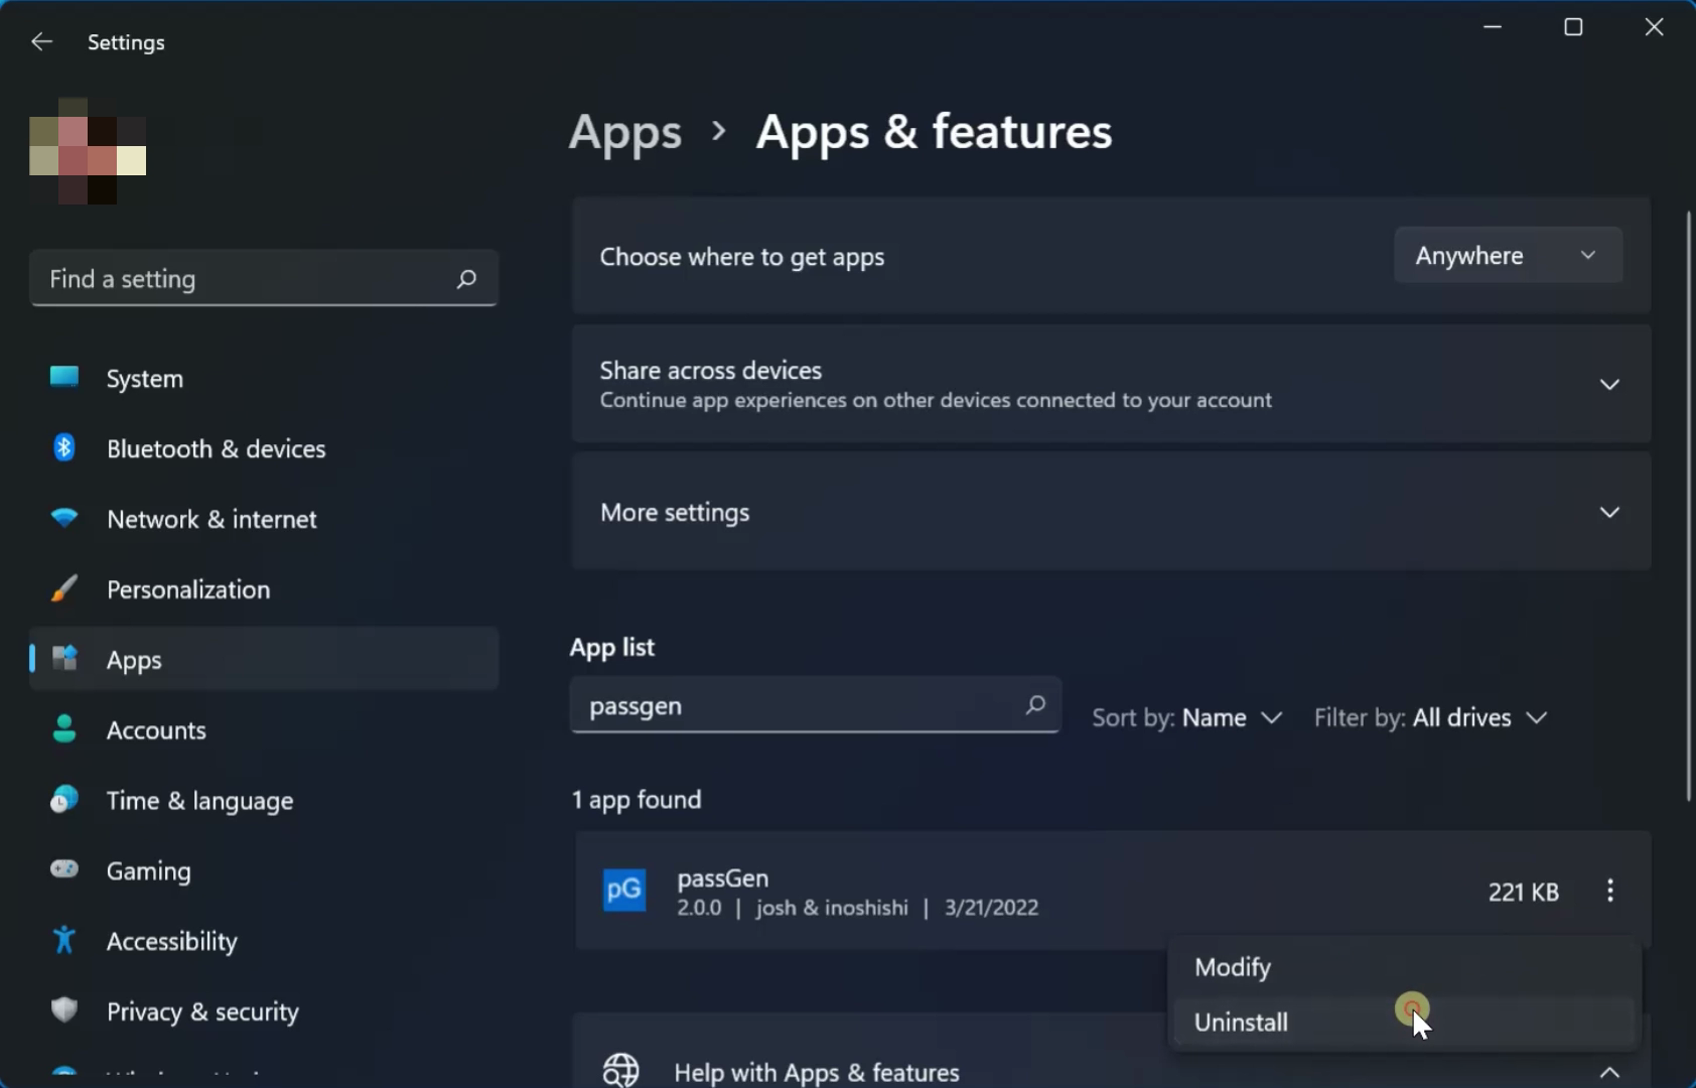 Settings
Apps > Apps & features
Find a setting
System
Bluetooth & devices
Network & internet
Personalization
Apps
Accounts
Time & language
Gaming
Accessibility
Privacy & security
Choose where to get apps
Anywhere
Share across devices
Continue app experiences on other devices connected to your account
More settings
App list
passgen
Sort by: Name
Filter by: All drives
1 app found
pG
passGen
2.0.0 | josh & inoshishi | 3/21/2022
221 KB
Modify
Uninstall
Help with Apps & features